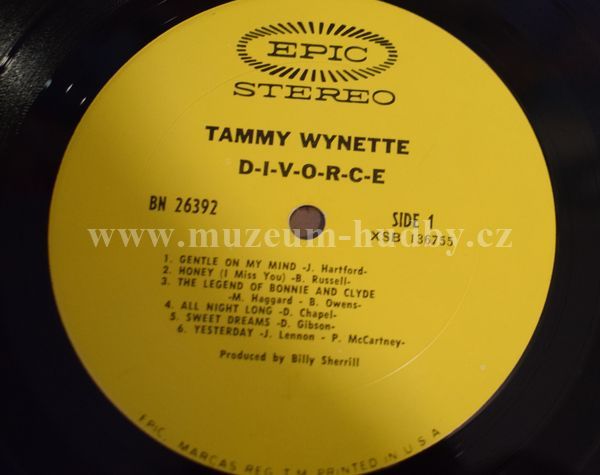 EPIC
STEREO
TAMMY WYNETTE
D-I-V-O-R-C-E
BN 26392
SIDE 1
XSB 136755
www.muzeum-hudby.cz
1. GENTLE ON MY MIND -J. Hartford-
2. HONEY (I Miss You) -B. Russell-
3. THE LEGEND OF BONNIE AND CLYDE
-M. Haggard - B. Owens-
4. ALL NIGHT LONG -D. Chapel-
5. SWEET DREAMS -D. Gibson-
6. YESTERDAY -J. Lennon - P. McCartney-
Produced by Billy Sherrill
EPIC, MARCAS REG. T.M. PRINTED IN U.S.A.